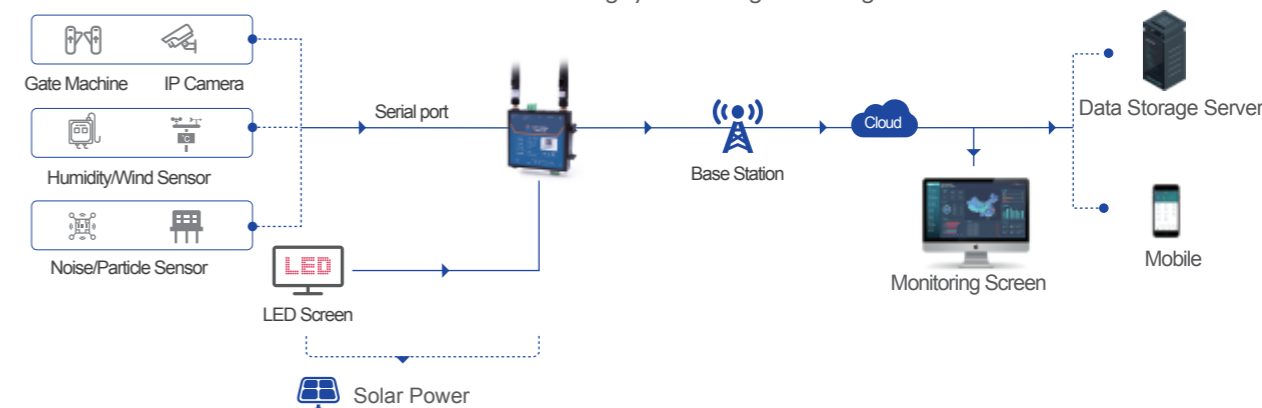 Gate Machine
IP Camera
Serial port
Humidity/Wind Sensor
Noise/Particle Sensor
LED
LED Screen
Solar Power
Base Station
Cloud
Monitoring Screen
Data Storage Server
Mobile